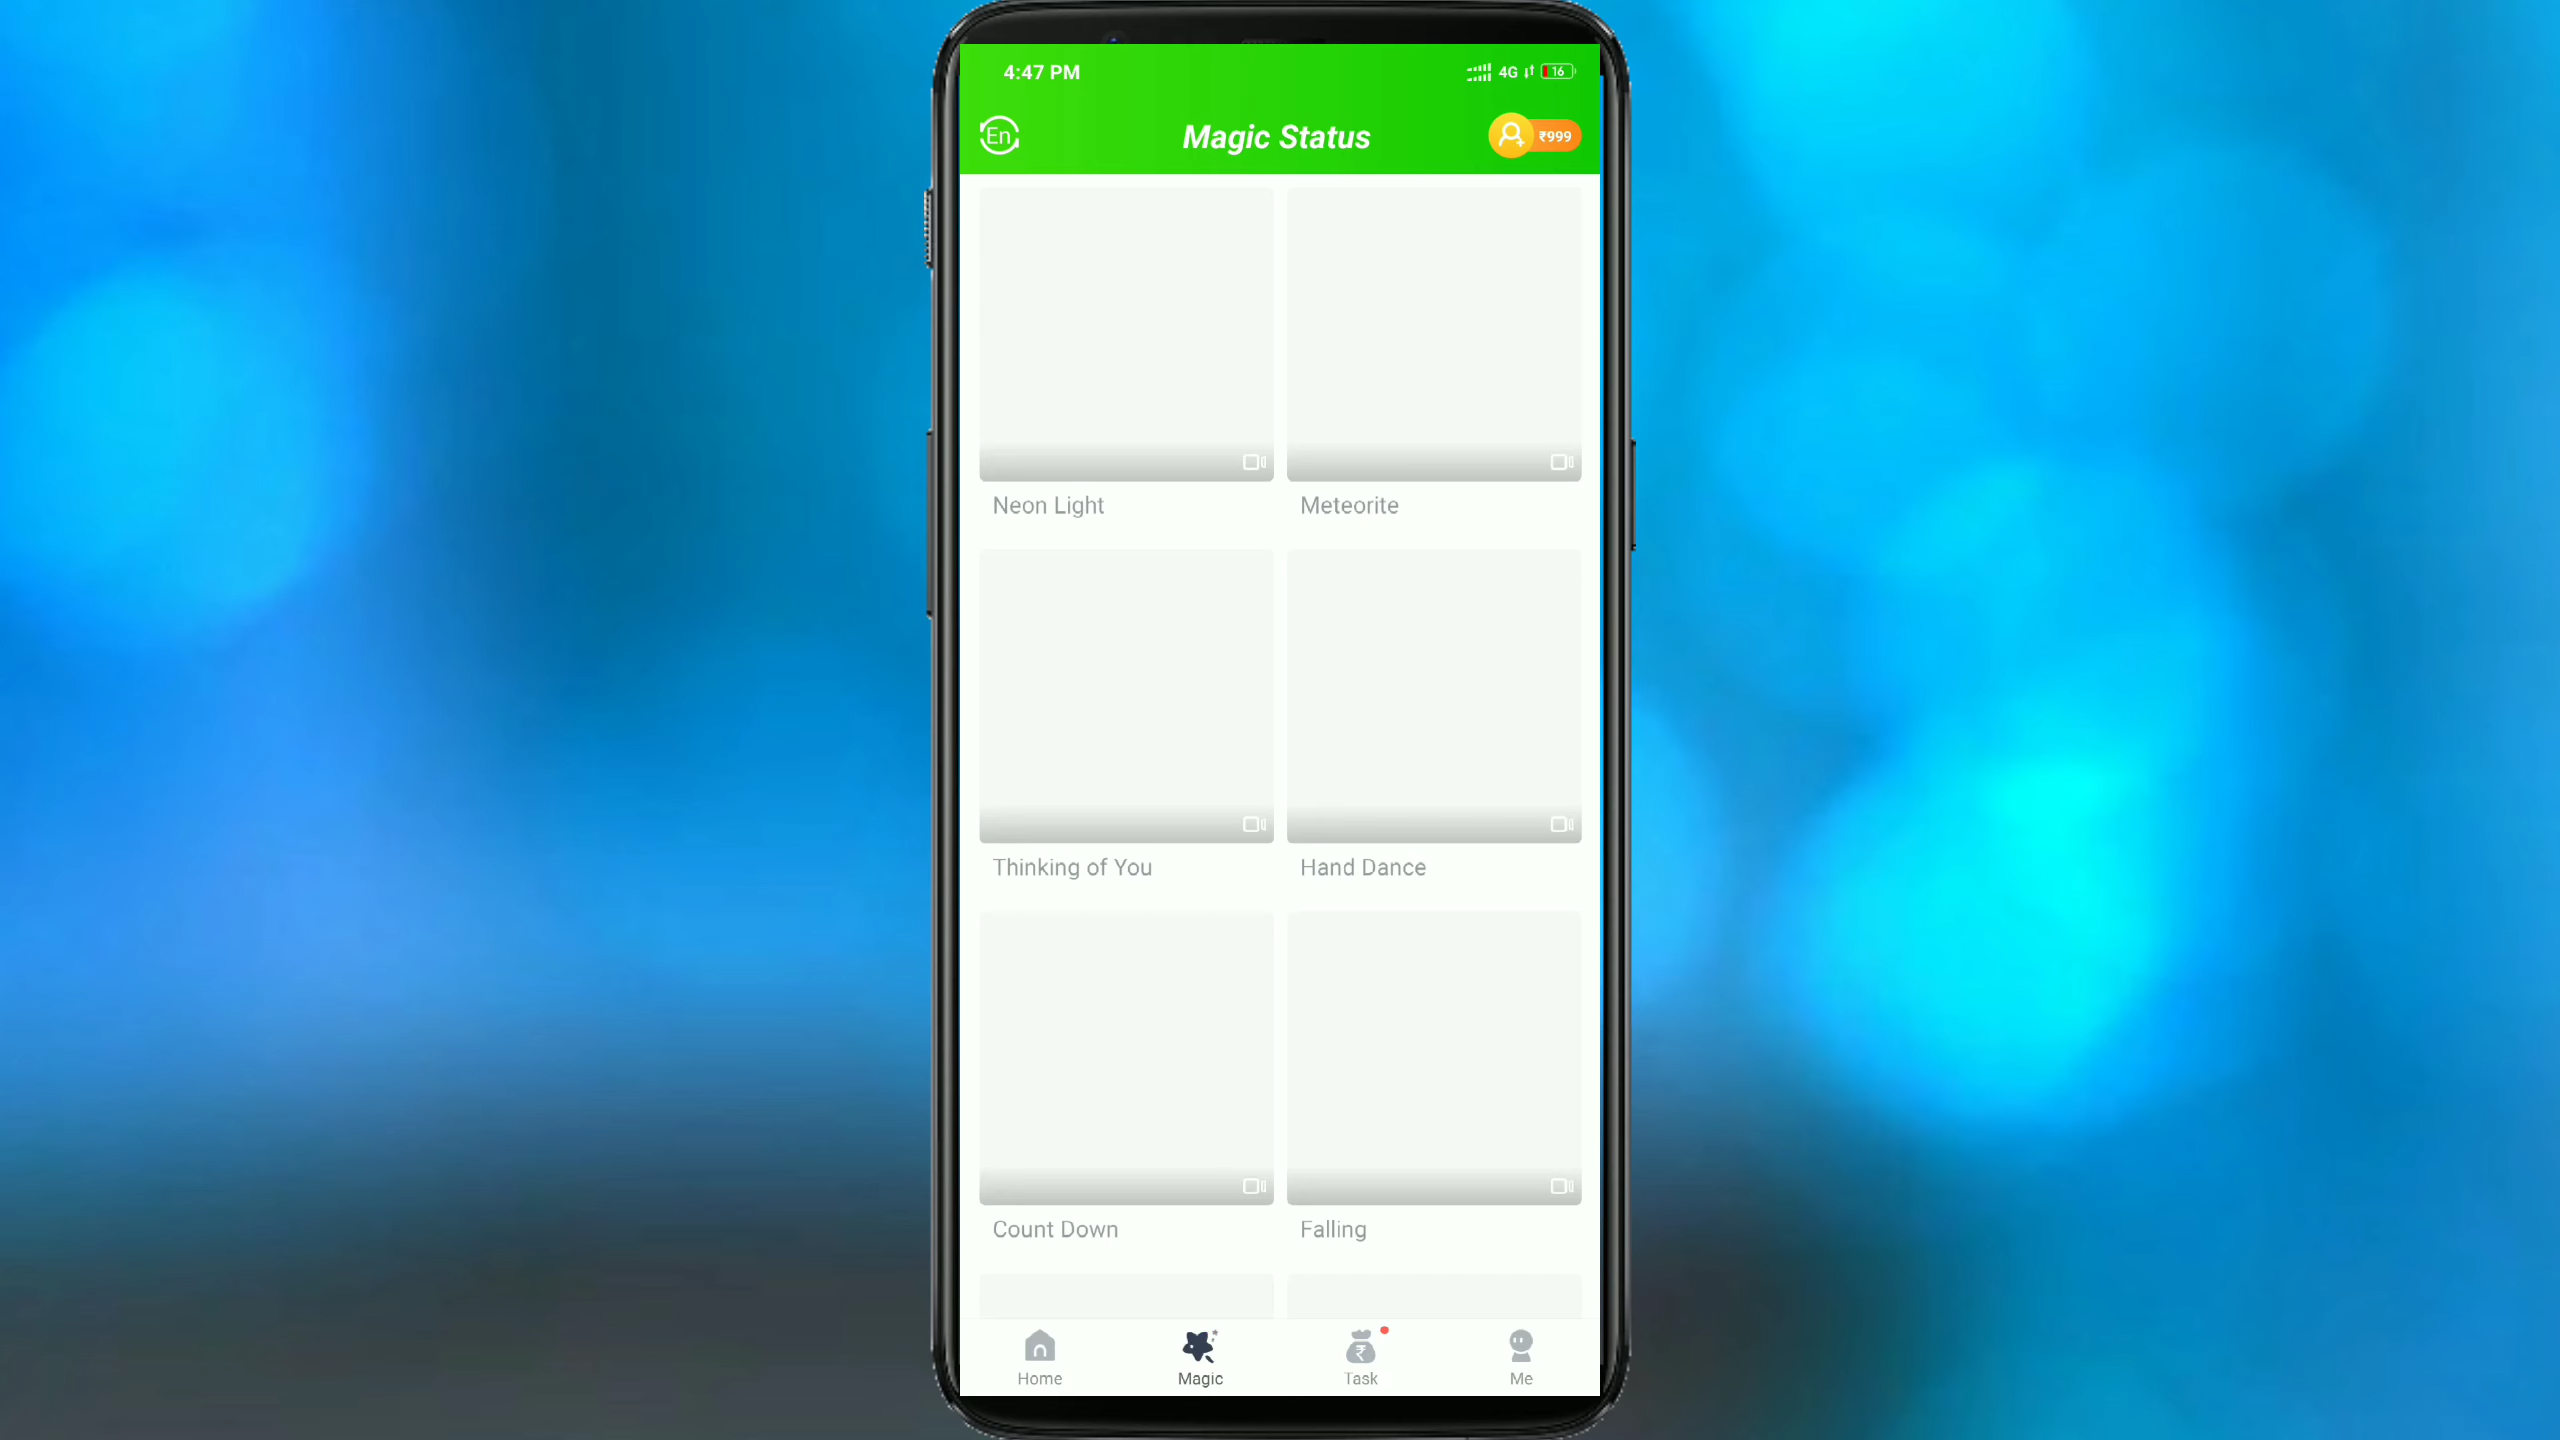 4:47 PM
4G
16
En
Magic Status
₹999
Neon Light
Meteorite
Thinking of You
Hand Dance
Count Down
Falling
Home
Magic
Task
Me